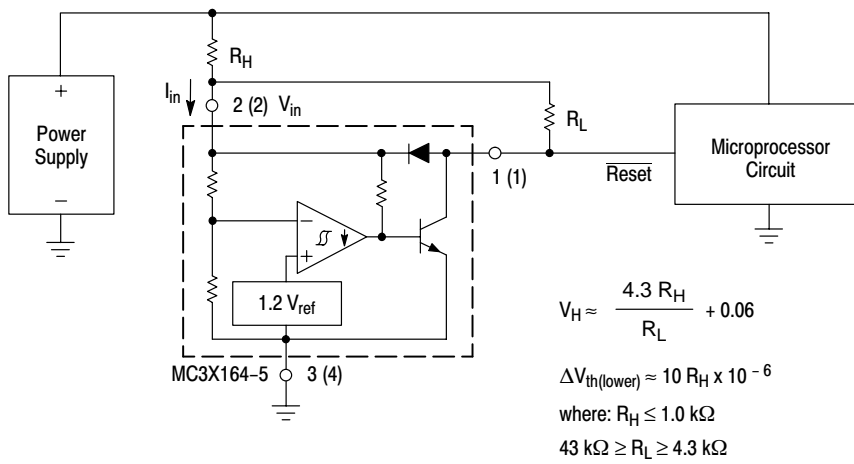 R_H
I_in
2 (2) V_in
+
Power
Supply
−
R_L
1 (1)
Reset
Microprocessor
Circuit
−
+
1.2 V_ref
MC3X164−5
3 (4)
V_H ≈ 4.3 R_H / R_L + 0.06
ΔV_th(lower) ≈ 10 R_H x 10⁻⁶
where: R_H ≤ 1.0 kΩ
43 kΩ ≥ R_L ≥ 4.3 kΩ